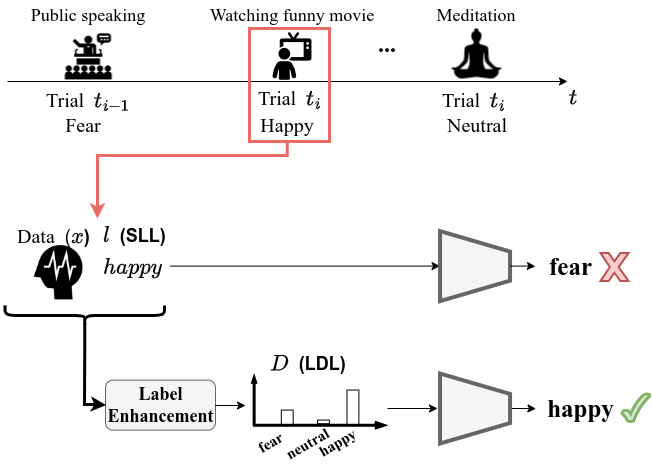 Public speaking
Watching funny movie
Meditation
...
Trial t_{i-1}
Fear
Trial t_i
Happy
Trial t_i
Neutral
t
Data (x) l (SLL)
happy
fear
Label
Enhancement
D (LDL)
fear
neutral
happy
happy